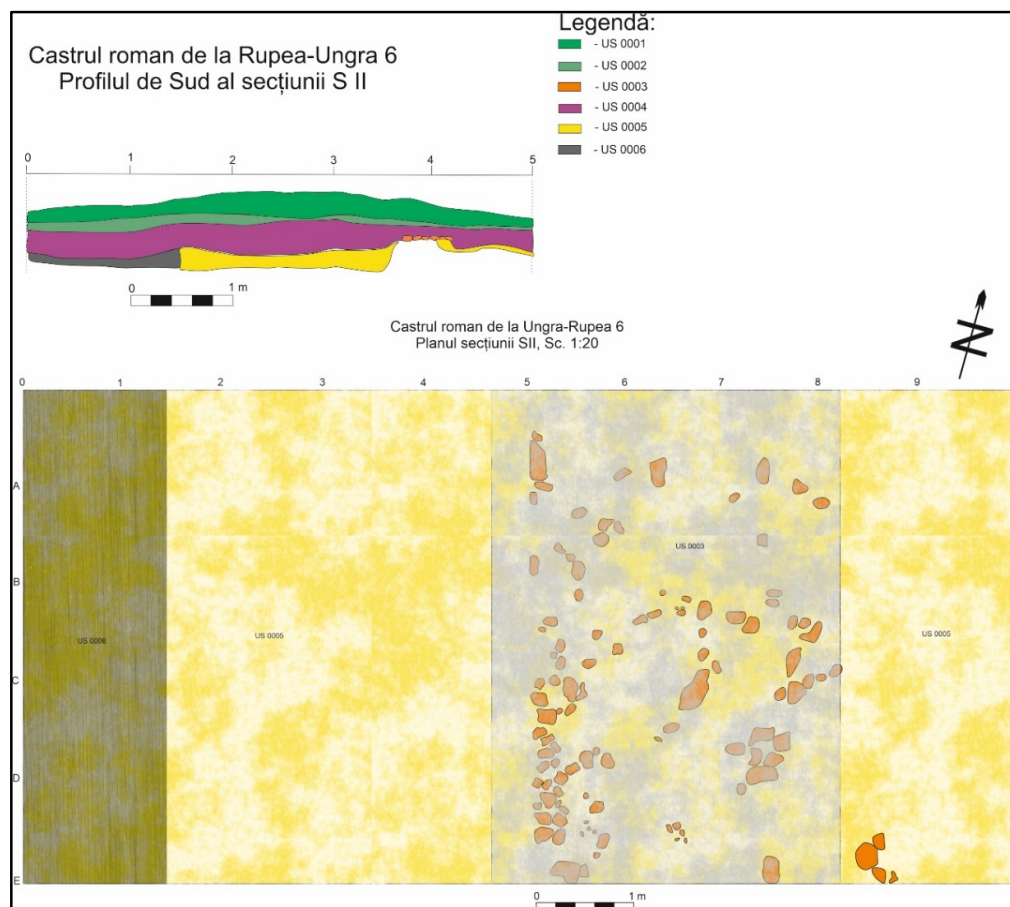 Castrul roman de la Rupea-Ungra 6
Profilul de Sud al secțiunii S II
Legendă:
- US 0001
- US 0002
- US 0003
- US 0004
- US 0005
- US 0006
0 1 2 3 4 5
0 1 m
Castrul roman de la Ungra-Rupea 6
Planul secțiunii SII, Sc. 1:20
N
0 1 2 3 4 5 6 7 8 9
A
US 0003
B
US 0006 US 0005 US 0005
C
D
E
0 1 m